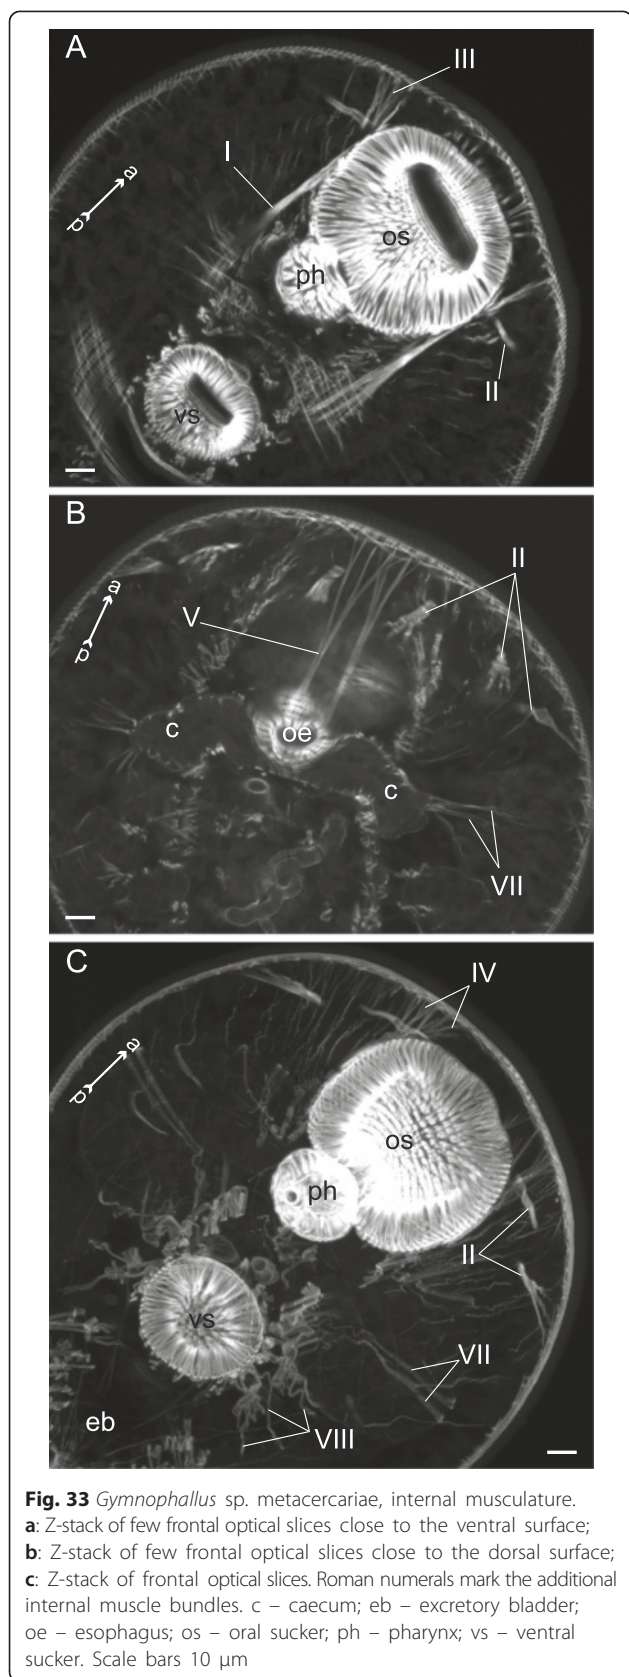 A
III
I
a
p
os
ph
II
vs
B
II
a
V
p
c
oe
c
VII
C
IV
a
p
os
ph
II
vs
VII
eb
VIII
Fig. 33 Gymnophallus sp. metacercariae, internal musculature.
a: Z-stack of few frontal optical slices close to the ventral surface;
b: Z-stack of few frontal optical slices close to the dorsal surface;
c: Z-stack of frontal optical slices. Roman numerals mark the additional
internal muscle bundles. c – caecum; eb – excretory bladder;
oe – esophagus; os – oral sucker; ph – pharynx; vs – ventral
sucker. Scale bars 10 μm